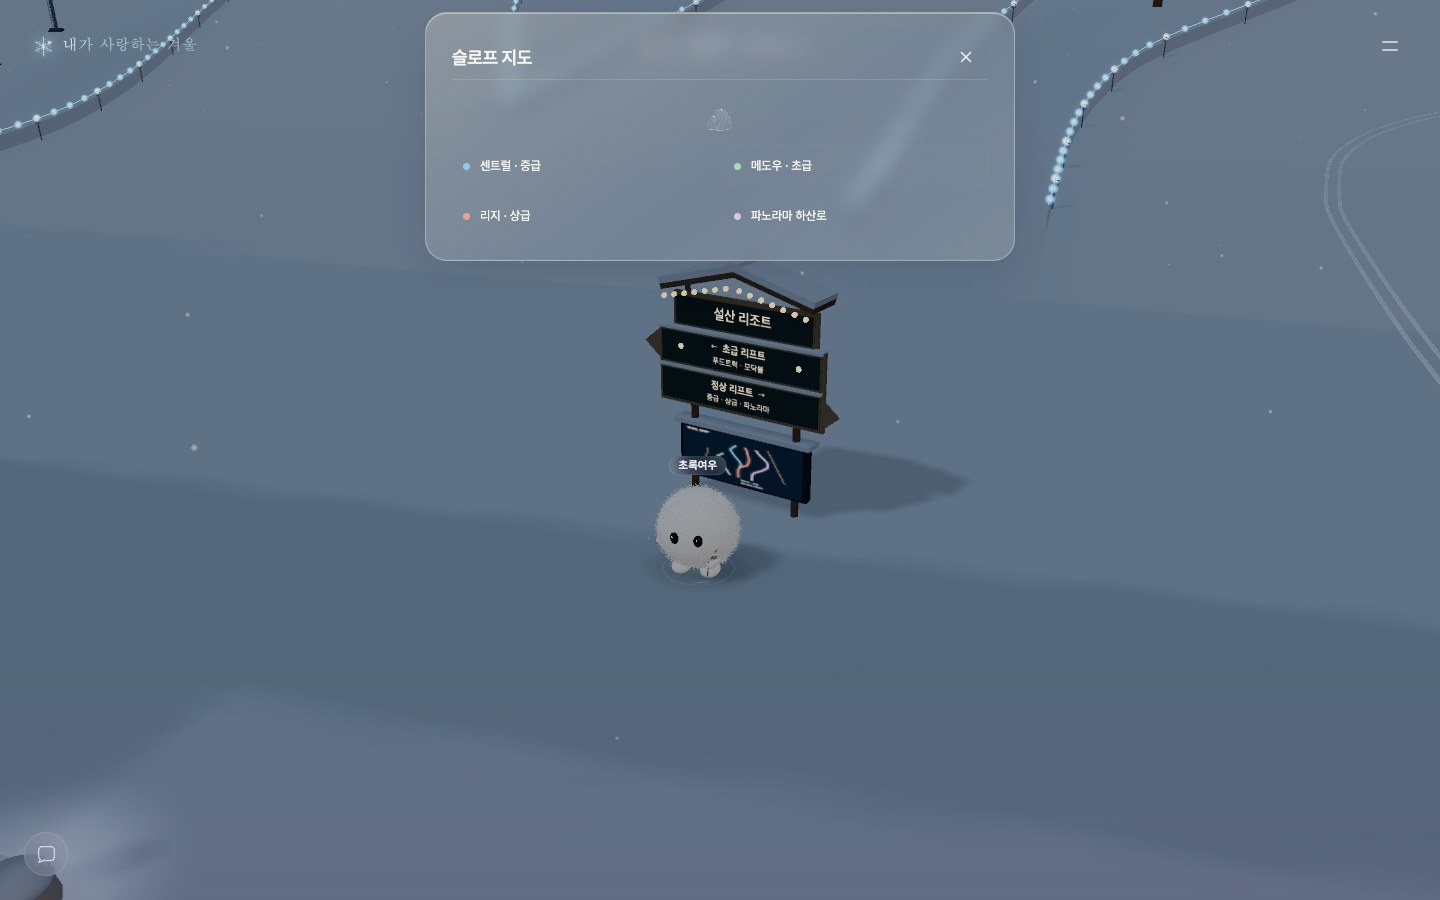 내가 사랑하는 겨울
슬로프 지도
센트럴 · 중급
메도우 · 초급
리지 · 상급
파노라마 하산로
설산 리조트
← 초급 리프트
푸드트럭 · 모닥불
정상 리프트 →
중급 · 상급 · 파노라마
초록여우